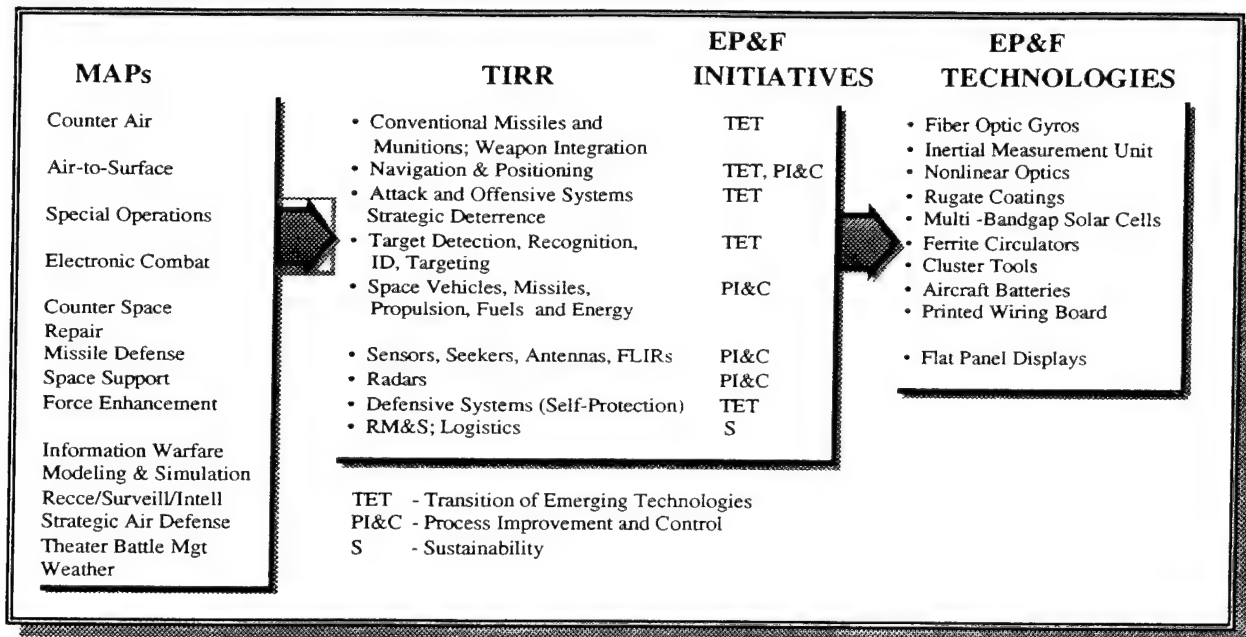 MAPs
Counter Air
Air-to-Surface
Special Operations
Electronic Combat
Counter Space
Repair
Missile Defense
Space Support
Force Enhancement
Information Warfare
Modeling & Simulation
Recce/Surveill/Intell
Strategic Air Defense
Theater Battle Mgt
Weather
TIRR
EP&F
INITIATIVES
• Conventional Missiles and TET
Munitions; Weapon Integration
• Navigation & Positioning TET, PI&C
• Attack and Offensive Systems TET
Strategic Deterrence
• Target Detection, Recognition, TET
ID, Targeting
• Space Vehicles, Missiles, PI&C
Propulsion, Fuels and Energy
• Sensors, Seekers, Antennas, FLIRs PI&C
• Radars PI&C
• Defensive Systems (Self-Protection) TET
• RM&S; Logistics S
TET - Transition of Emerging Technologies
PI&C - Process Improvement and Control
S - Sustainability
EP&F
TECHNOLOGIES
• Fiber Optic Gyros
• Inertial Measurement Unit
• Nonlinear Optics
• Rugate Coatings
• Multi -Bandgap Solar Cells
• Ferrite Circulators
• Cluster Tools
• Aircraft Batteries
• Printed Wiring Board
• Flat Panel Displays